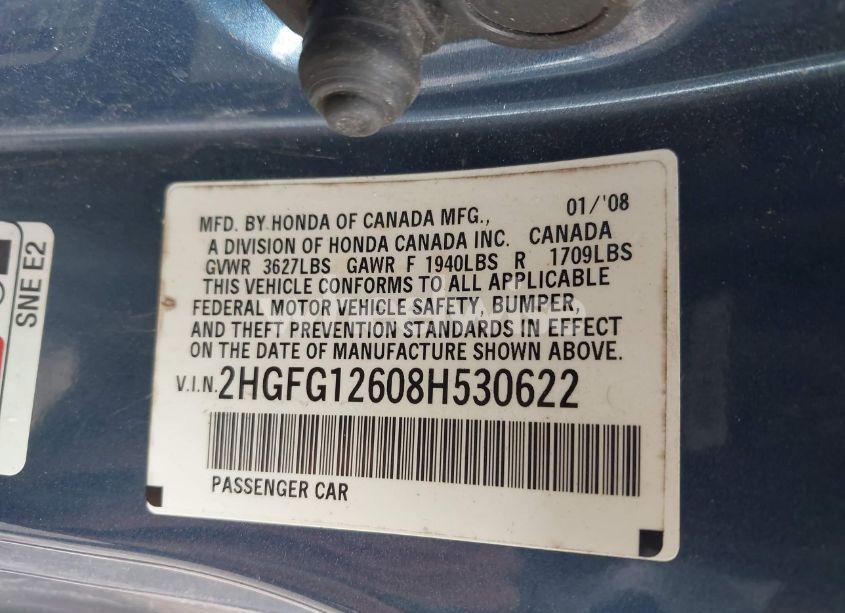 01/'08
MFD. BY HONDA OF CANADA MFG.,
A DIVISION OF HONDA CANADA INC. CANADA
GVWR 3627LBS GAWR F 1940LBS R 1709LBS
THIS VEHICLE CONFORMS TO ALL APPLICABLE
FEDERAL MOTOR VEHICLE SAFETY, BUMPER,
AND THEFT PREVENTION STANDARDS IN EFFECT
ON THE DATE OF MANUFACTURE SHOWN ABOVE.
V.I.N. 2HGFG12608H530622
PASSENGER CAR
SNE E2